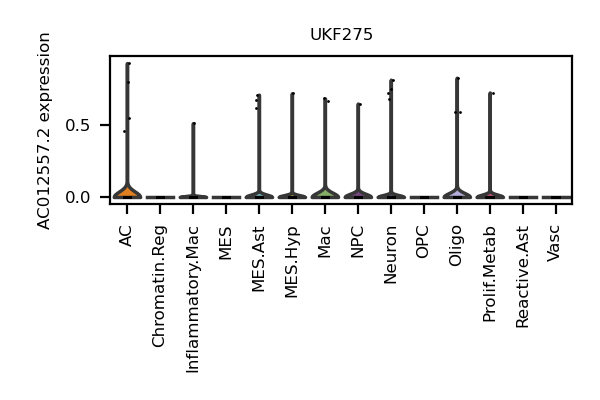 UKF275
AC012557.2 expression
0.5
0.0
AC
Chromatin.Reg
Inflammatory.Mac
MES
MES.Ast
MES.Hyp
Mac
NPC
Neuron
OPC
Oligo
Prolif.Metab
Reactive.Ast
Vasc